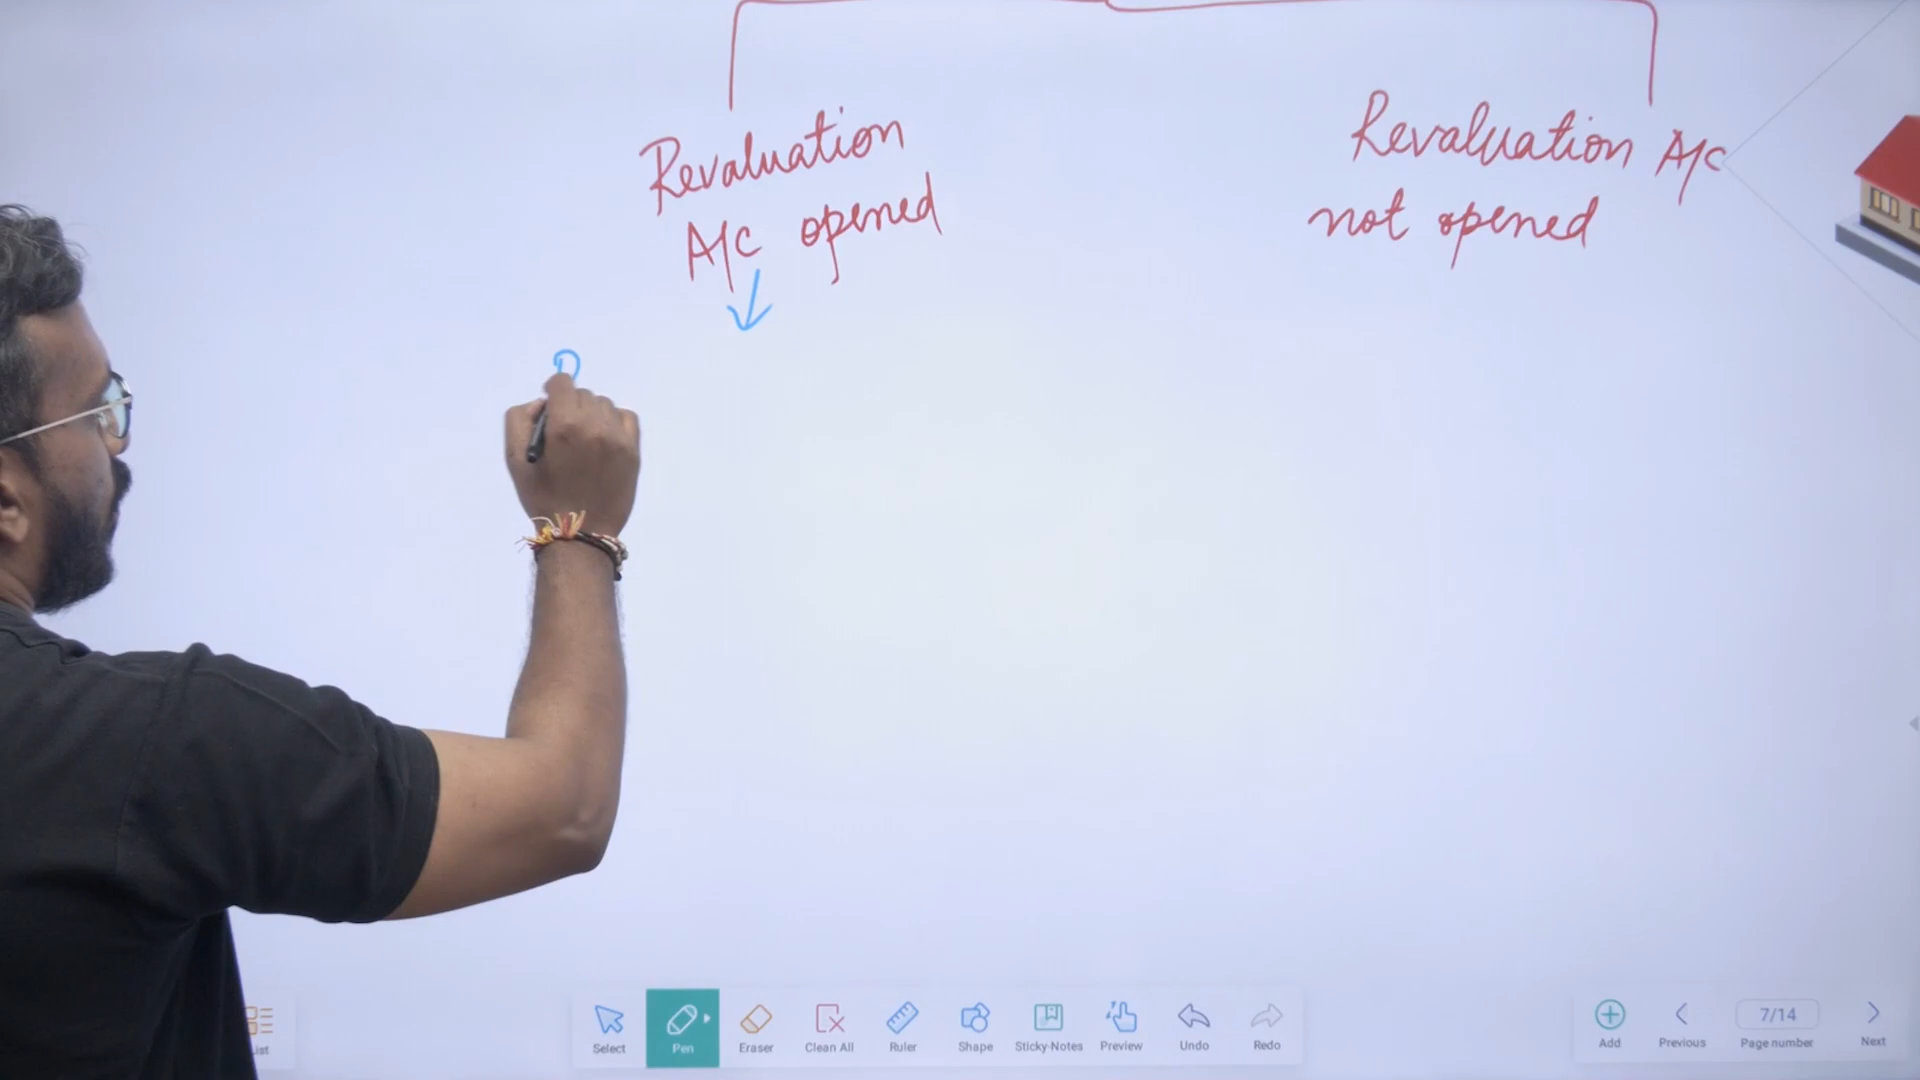 Revaluation
A/c opened
Revaluation A/c
not opened
R
Select
Pen
Eraser
Clean All
Ruler
Shape
Sticky-Notes
Preview
Undo
Redo
Add
Previous
7/14
Page number
Next